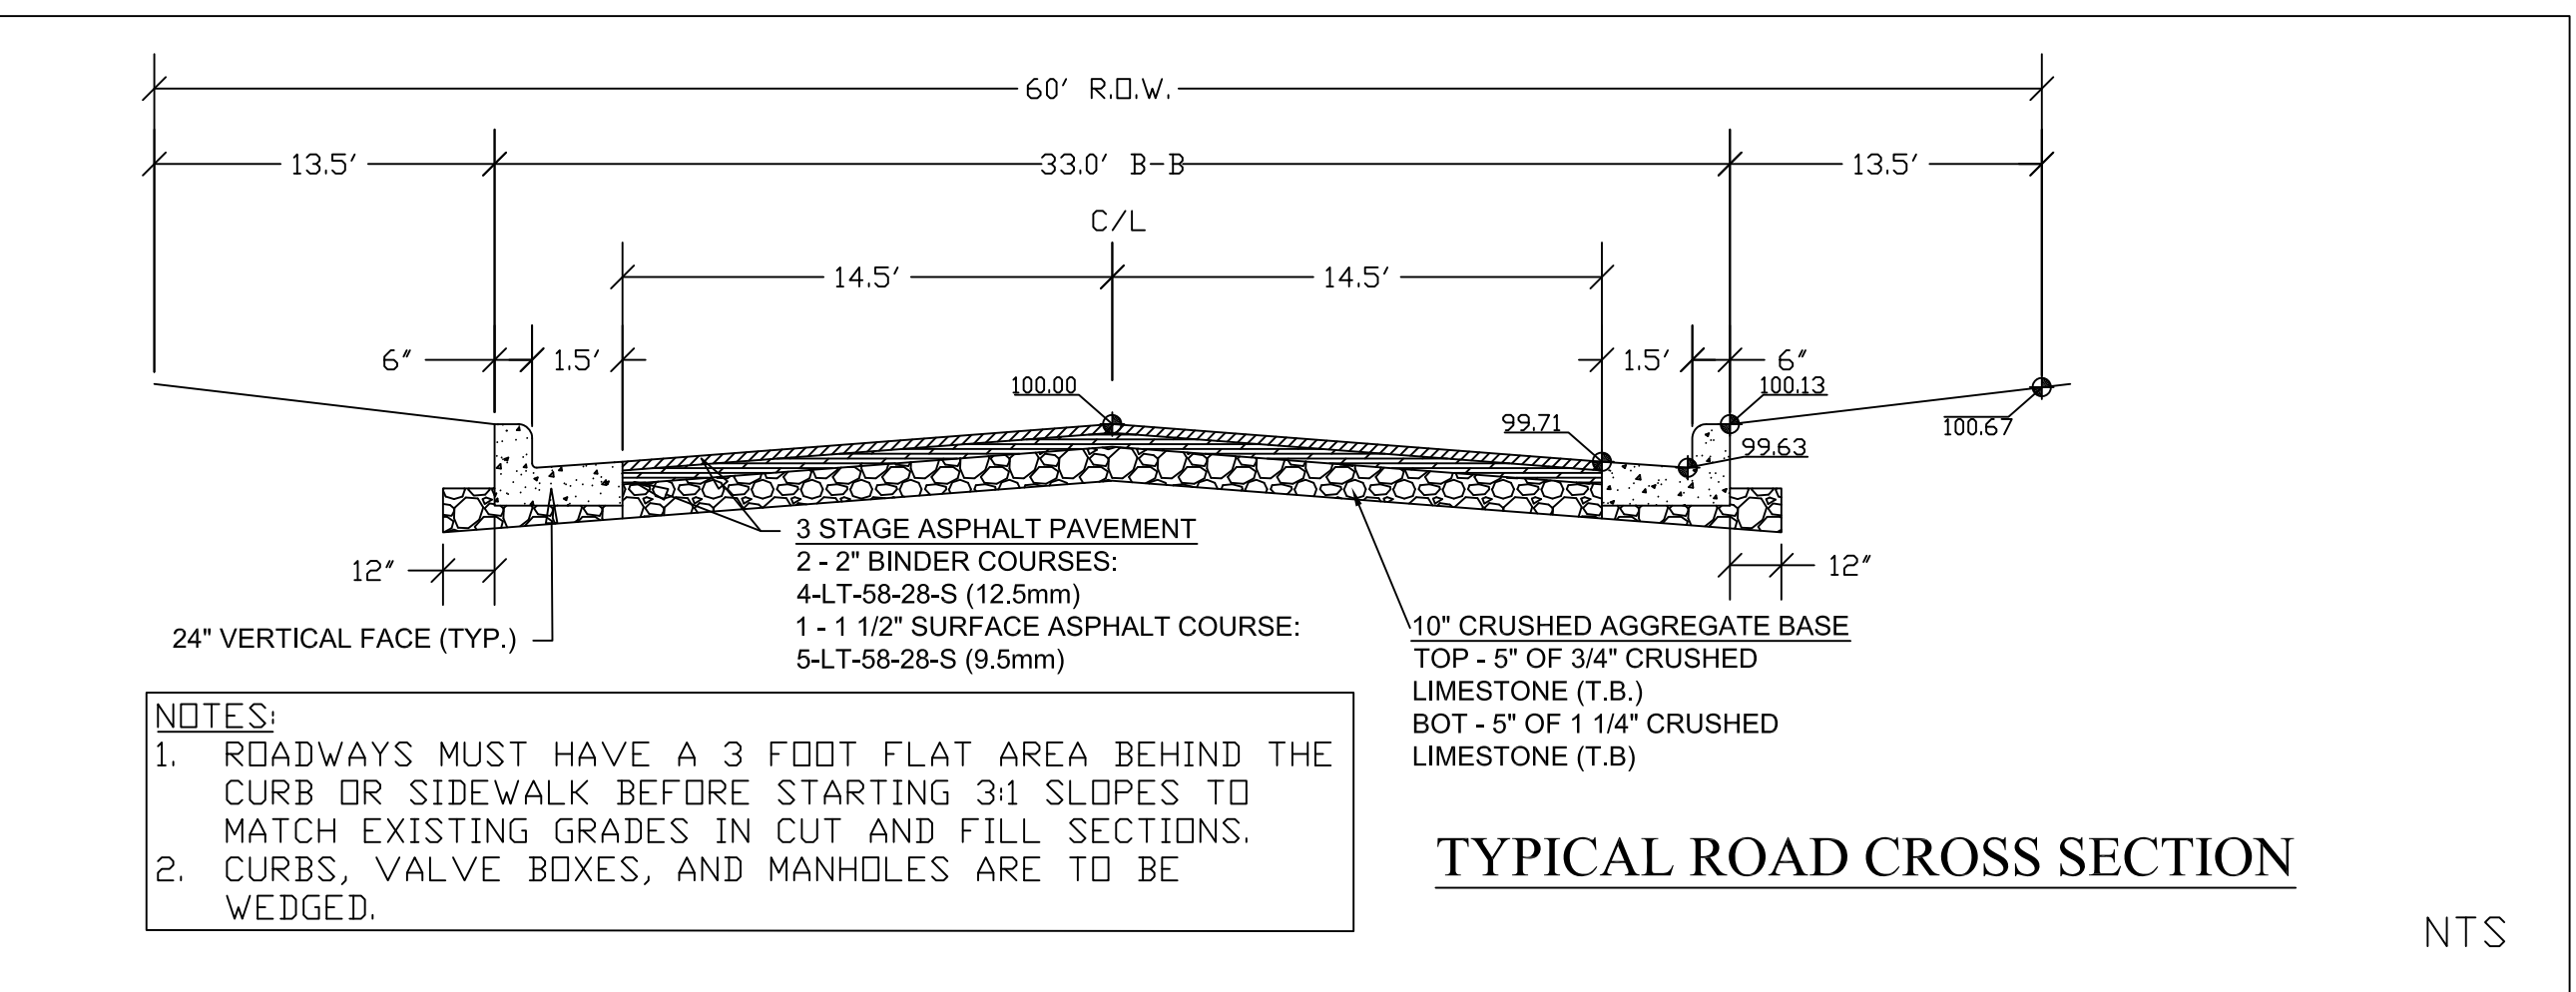 60' R.O.W.
13.5'
33.0' B-B
13.5'
C/L
14.5'
14.5'
6"
1.5'
1.5'
6"
100.00
100.13
99.71
100.67
99.63
3 STAGE ASPHALT PAVEMENT
2 - 2" BINDER COURSES:
4-LT-58-28-S (12.5mm)
1 - 1 1/2" SURFACE ASPHALT COURSE:
5-LT-58-28-S (9.5mm)
12"
12"
24" VERTICAL FACE (TYP.)
10" CRUSHED AGGREGATE BASE
TOP - 5" OF 3/4" CRUSHED
LIMESTONE (T.B.)
BOT - 5" OF 1 1/4" CRUSHED
LIMESTONE (T.B)
NOTES:
1. ROADWAYS MUST HAVE A 3 FOOT FLAT AREA BEHIND THE
CURB OR SIDEWALK BEFORE STARTING 3:1 SLOPES TO
MATCH EXISTING GRADES IN CUT AND FILL SECTIONS.
2. CURBS, VALVE BOXES, AND MANHOLES ARE TO BE
WEDGED.
TYPICAL ROAD CROSS SECTION
NTS